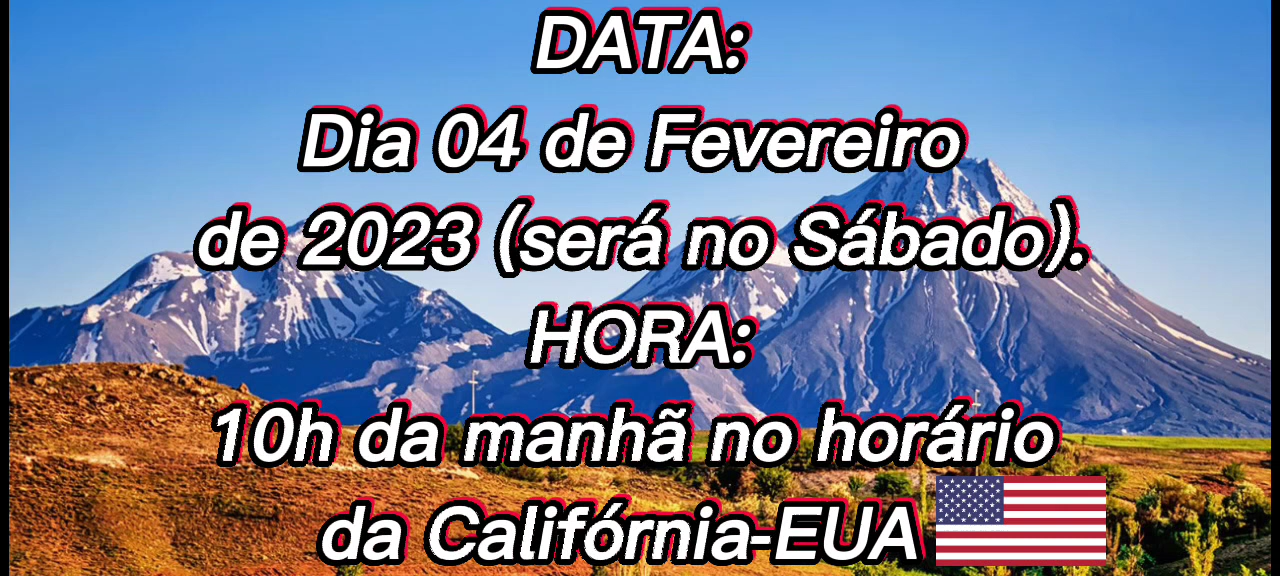 DATA:
Dia 04 de Fevereiro
de 2023 (será no Sábado).
HORA:
10h da manhã no horário
da Califórnia-EUA